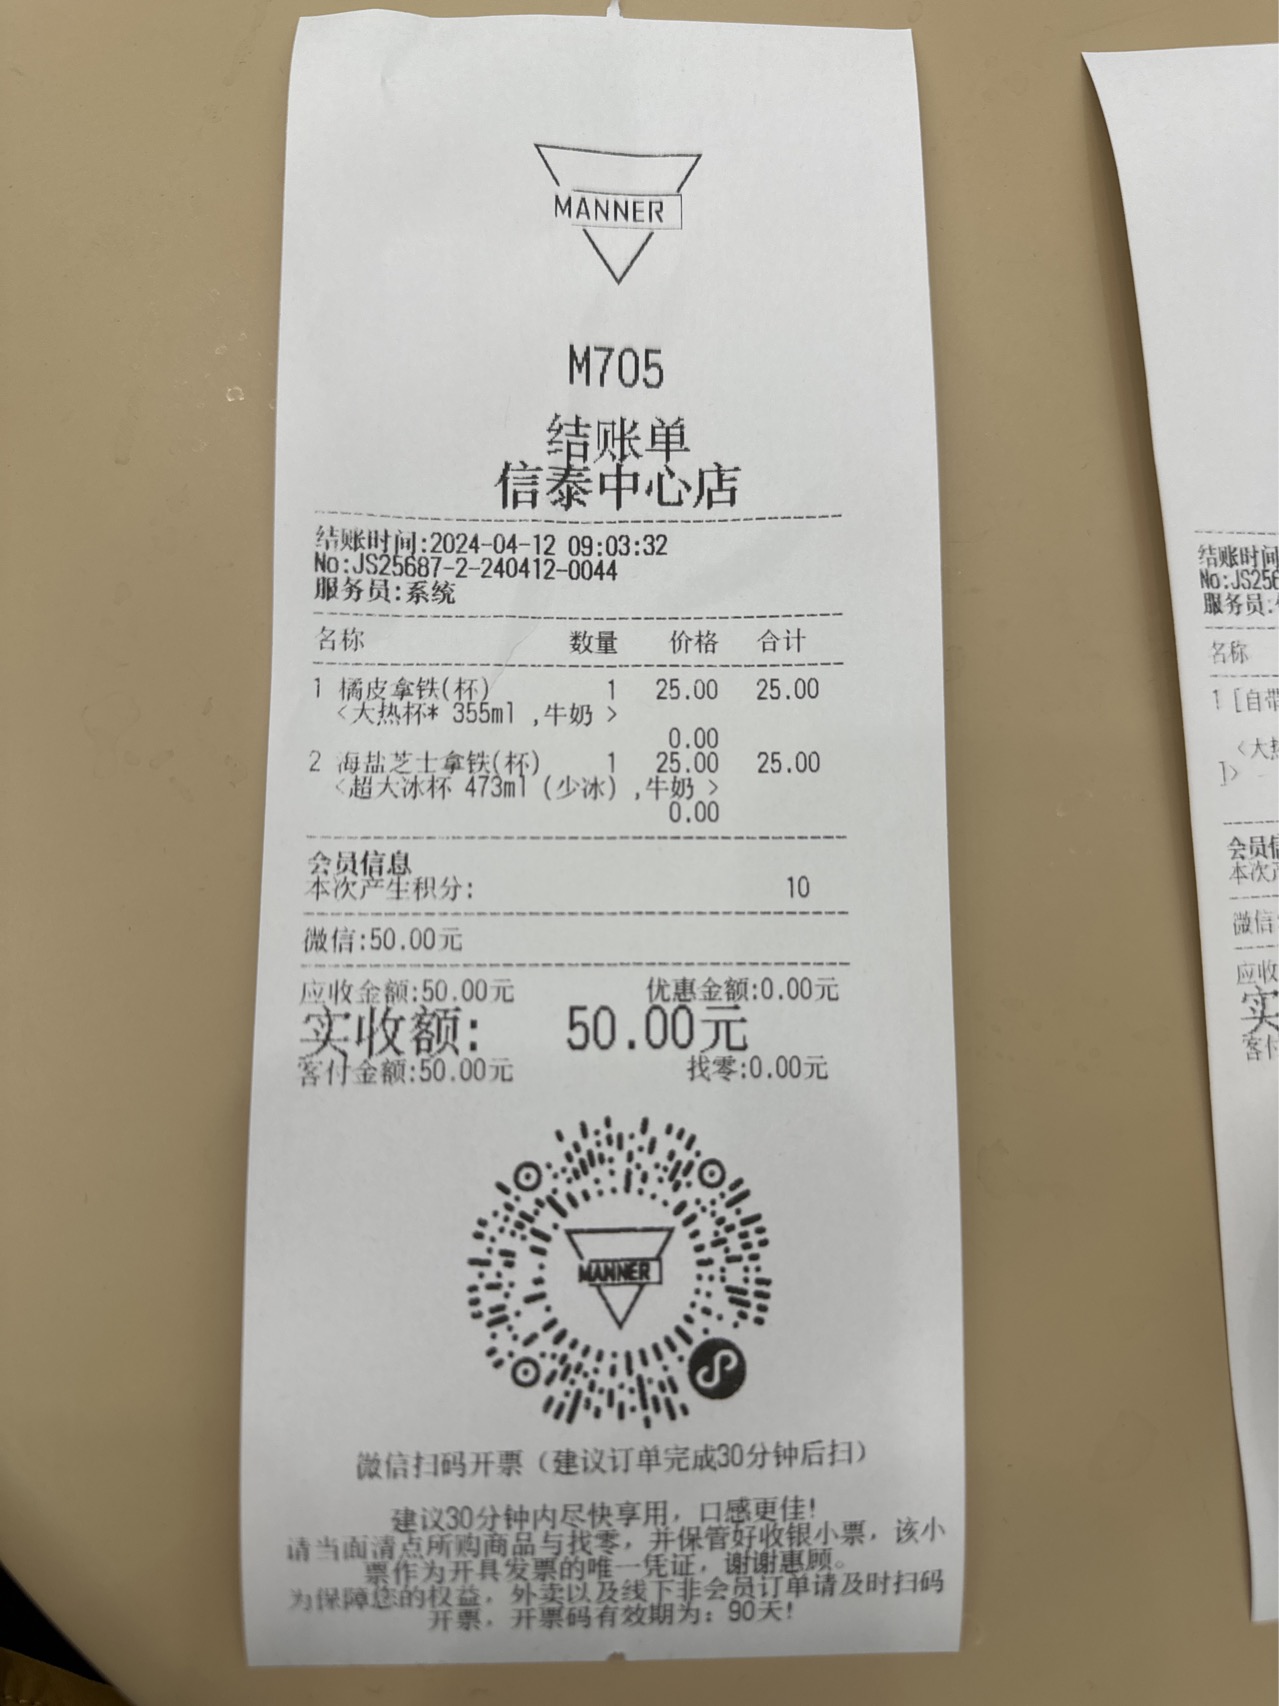 MANNER
M705
结账单
信泰中心店
结账时间:2024-04-12 09:03:32
No:JS25687-2-240412-0044
服务员:系统
名称 数量 价格 合计
1 橘皮拿铁(杯) 1 25.00 25.00
<大热杯* 355ml ,牛奶 >
0.00
2 海盐芝士拿铁(杯) 1 25.00 25.00
<超大冰杯 473ml (少冰) ,牛奶 >
0.00
会员信息
本次产生积分: 10
微信:50.00元
应收金额:50.00元 优惠金额:0.00元
实收额: 50.00元
客付金额:50.00元 找零:0.00元
MANNER
微信扫码开票（建议订单完成30分钟后扫）
建议30分钟内尽快享用，口感更佳!
请当面清点所购商品与找零，并保管好收银小票，该小
票作为开具发票的唯一凭证，谢谢惠顾。
为保障您的权益，外卖以及线下非会员订单请及时扫码
开票，开票码有效期为：90天!
结账时间
No:JS256
服务员:
名称
1 [自带
<大热
]>
会员信
本次产
微信
应收
实
客付